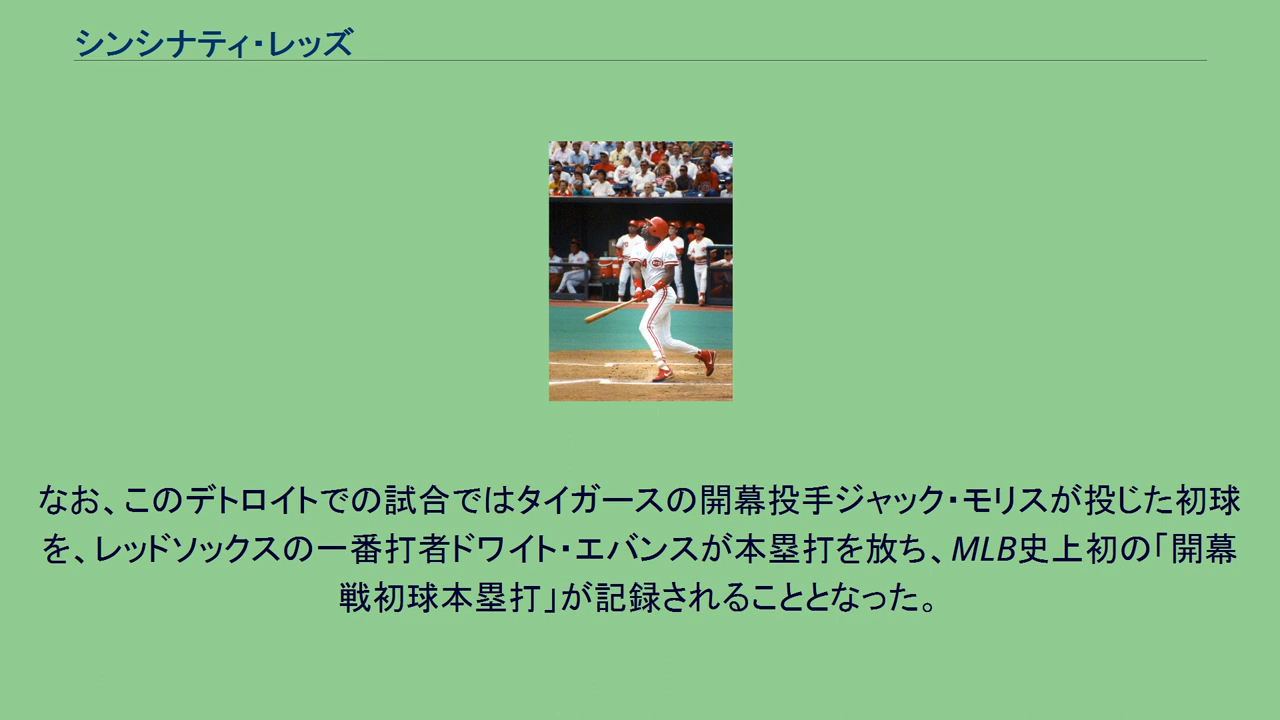 シンシナティ・レッズ
なお、このデトロイトでの試合ではタイガースの開幕投手ジャック・モリスが投じた初球
を、レッドソックスの一番打者ドワイト・エバンスが本塁打を放ち、MLB史上初の「開幕
戦初球本塁打」が記録されることとなった。